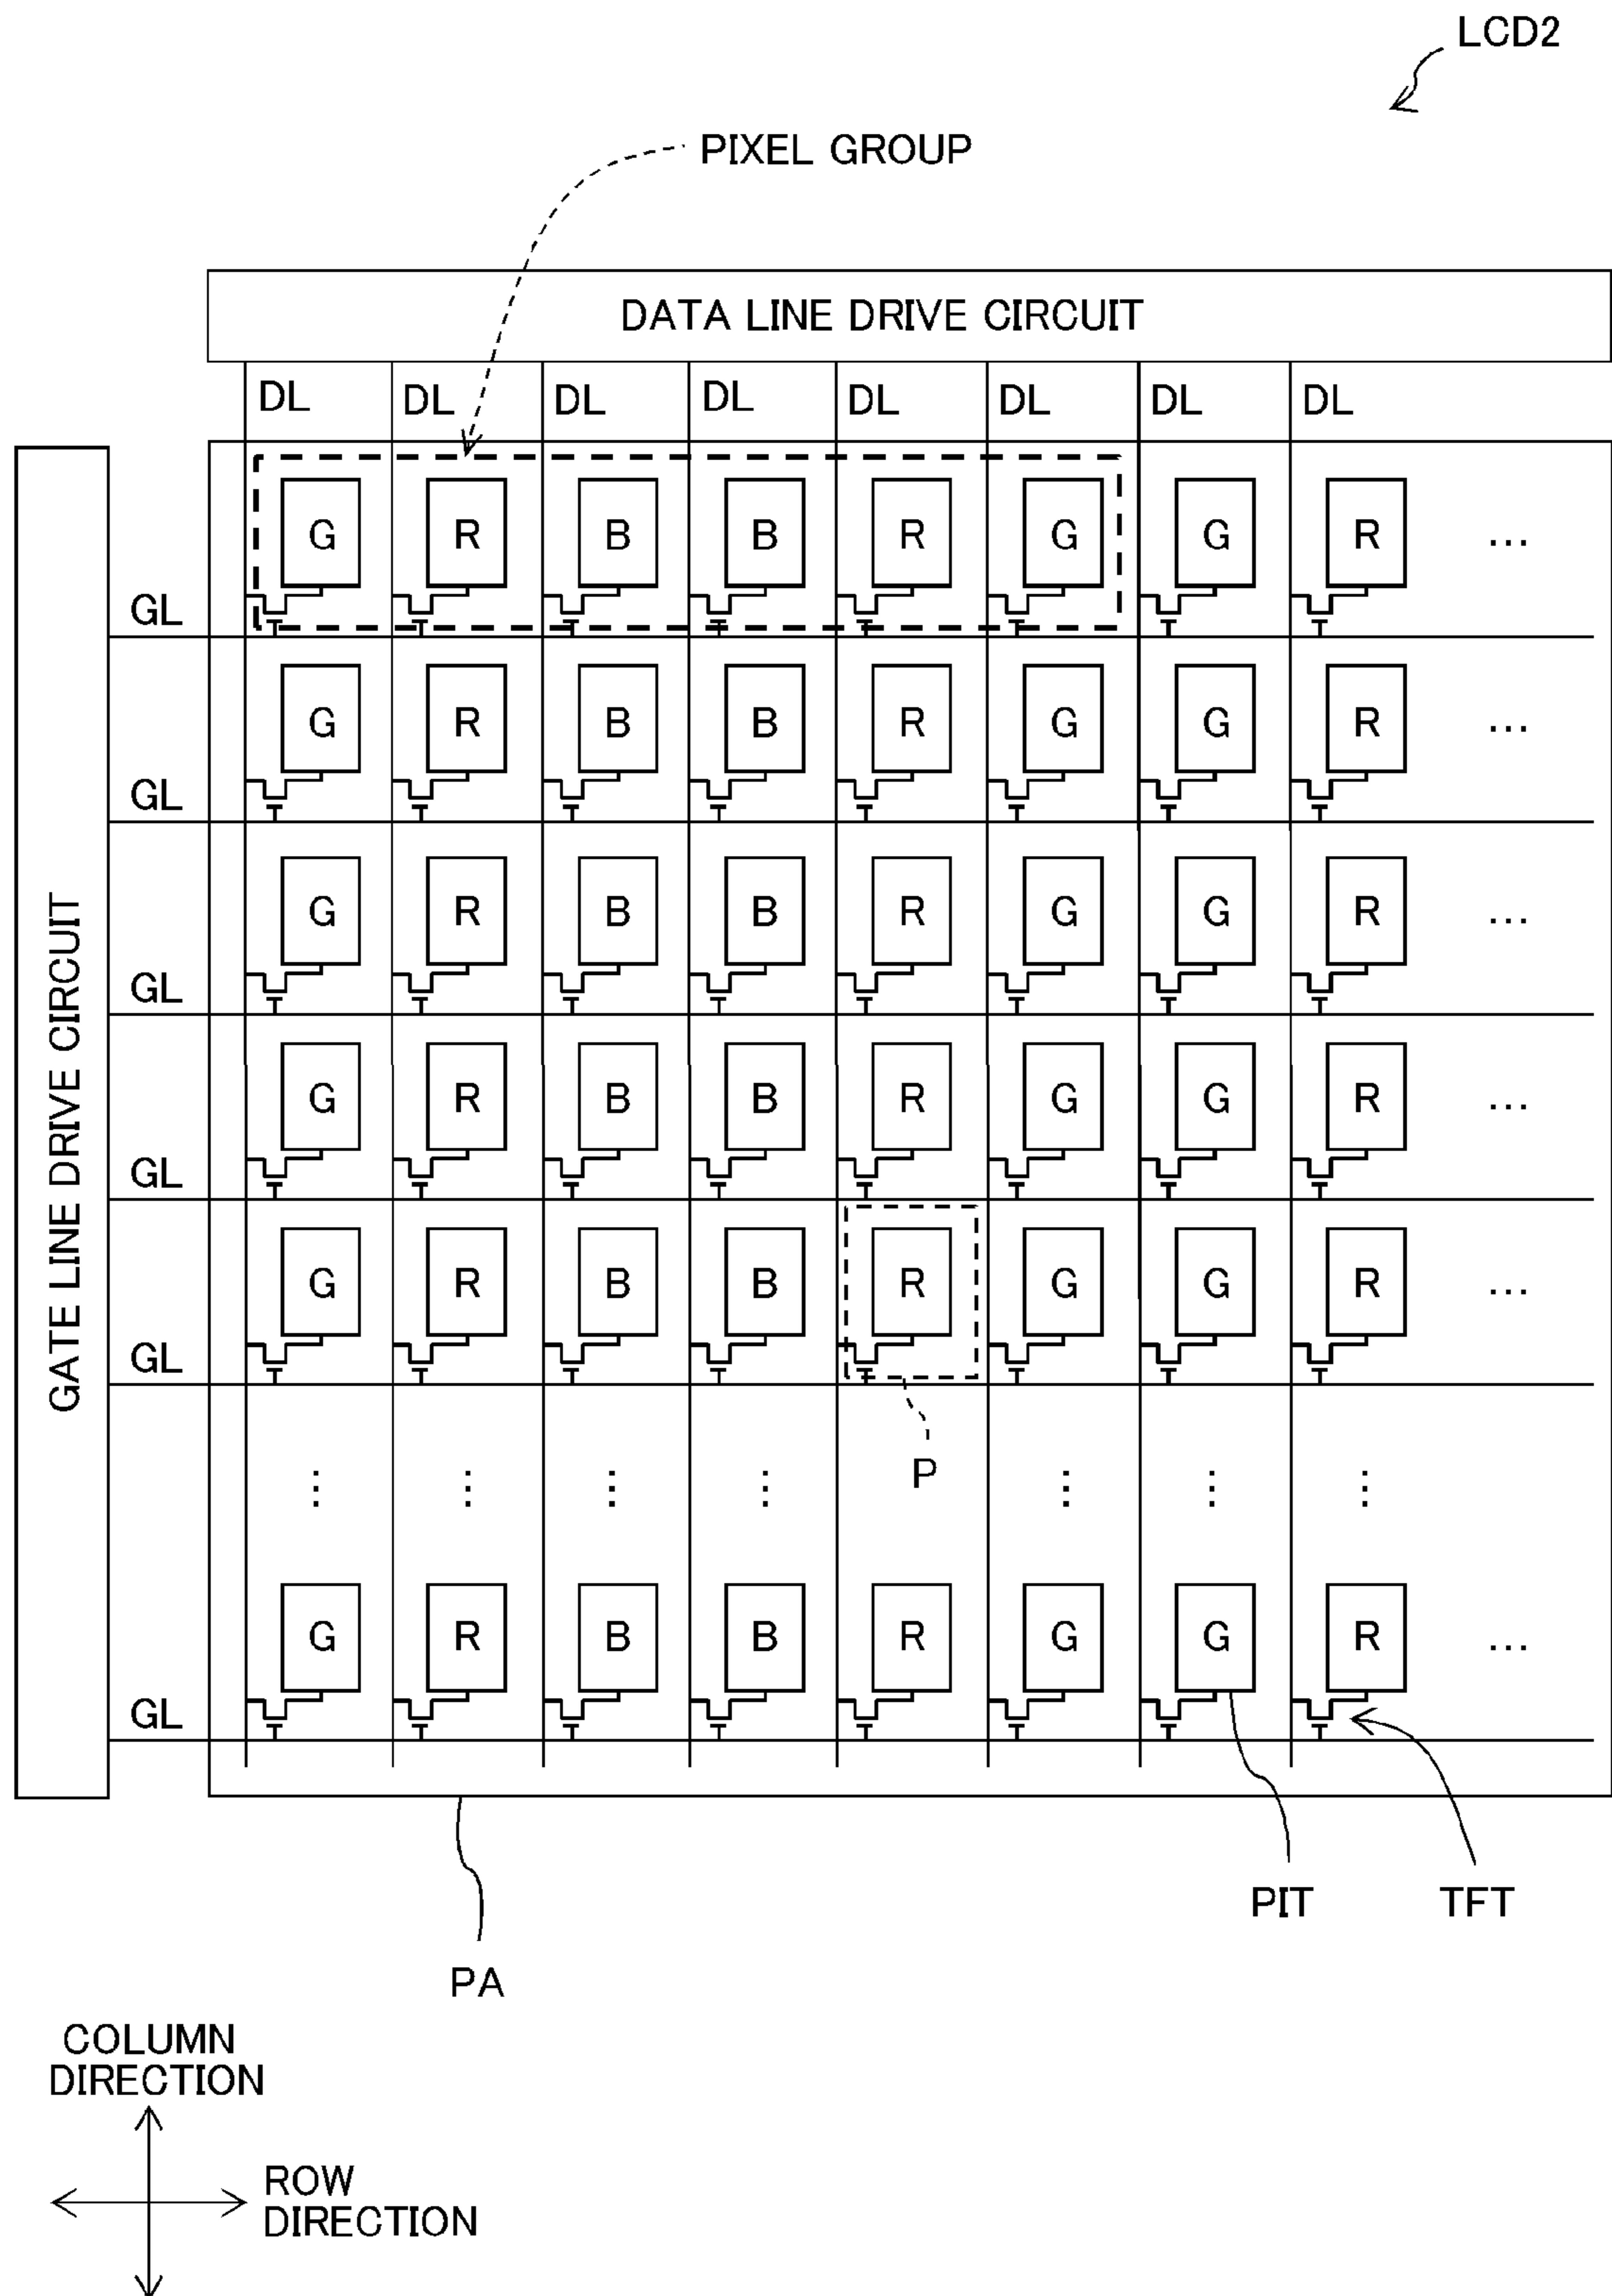 LCD2
PIXEL GROUP
DATA LINE DRIVE CIRCUIT
DL DL DL DL DL DL DL DL
G R B B R G G R ...
GL
G R B B R G G R ...
GL
G R B B R G G R ...
GL
G R B B R G G R ...
GL
G R B B R G G R ...
GL
P
G R B B R G G R ...
GL
GATE LINE DRIVE CIRCUIT
PIT
TFT
PA
COLUMN
DIRECTION
ROW
DIRECTION